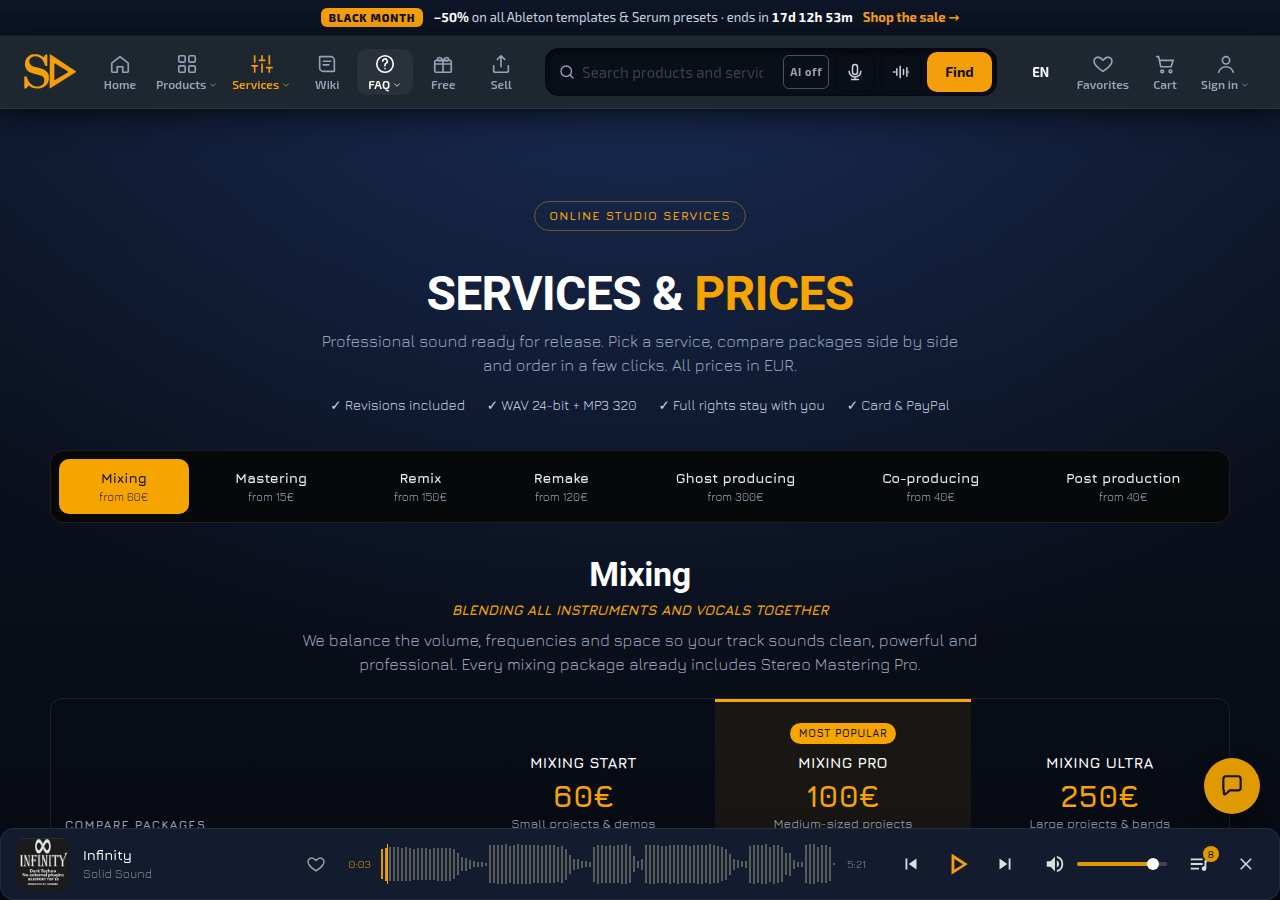 BLACK MONTH −50% on all Ableton templates & Serum presets · ends in 17d 12h 53m Shop the sale →
SD
Home
Products
Services
Wiki
FAQ
Free
Sell
Search products and servic
AI off
Find
EN
Favorites
Cart
Sign in
ONLINE STUDIO SERVICES
SERVICES & PRICES
Professional sound ready for release. Pick a service, compare packages side by side
and order in a few clicks. All prices in EUR.
✓ Revisions included ✓ WAV 24-bit + MP3 320 ✓ Full rights stay with you ✓ Card & PayPal
Mixing
from 60€
Mastering
from 15€
Remix
from 150€
Remake
from 120€
Ghost producing
from 300€
Co-producing
from 40€
Post production
from 40€
Mixing
BLENDING ALL INSTRUMENTS AND VOCALS TOGETHER
We balance the volume, frequencies and space so your track sounds clean, powerful and
professional. Every mixing package already includes Stereo Mastering Pro.
COMPARE PACKAGES
MIXING START
60€
Small projects & demos
MOST POPULAR
MIXING PRO
100€
Medium-sized projects
MIXING ULTRA
250€
Large projects & bands
INFINITY
Infinity
Solid Sound
0:03
5:21
8